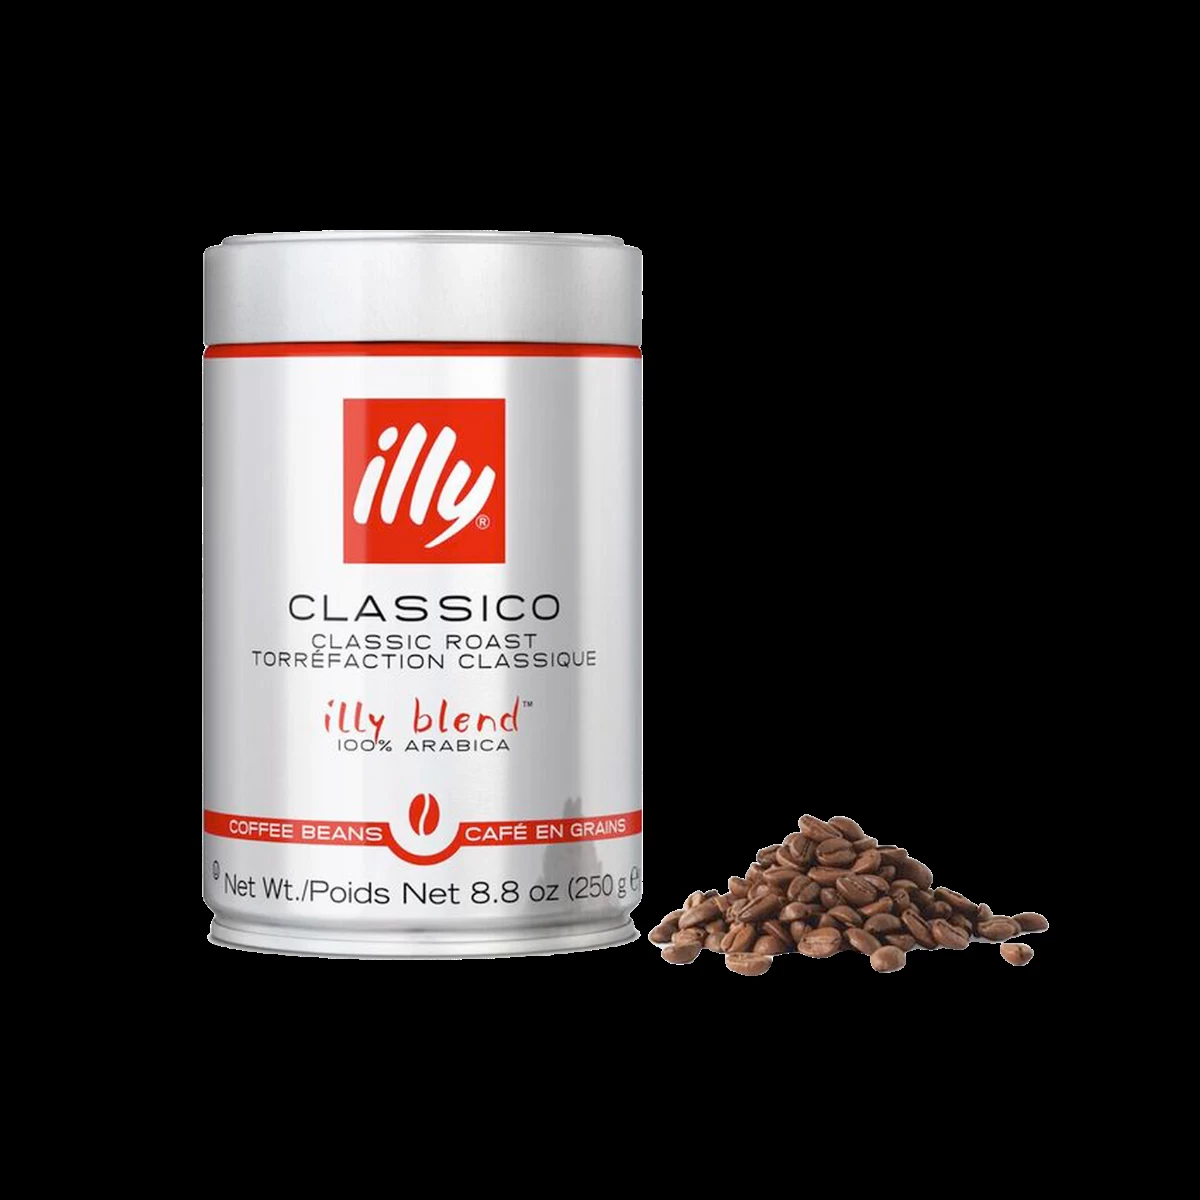 illy®
CLASSICO
CLASSIC ROAST
TORRÉFACTION CLASSIQUE
illy blend™
100% ARABICA
COFFEE BEANS CAFÉ EN GRAINS
Net Wt./Poids Net 8.8 oz (250 g e